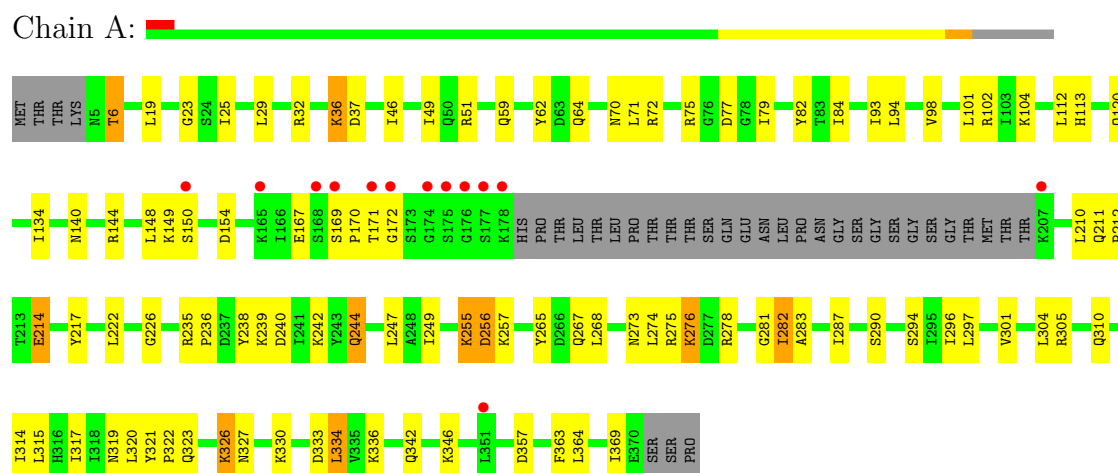 Chain A:
MET THR THR LYS N5 T6 L19 G23 S24 I25 L29 R32 K36 D37 I46 I49 Q50 R51 Q59 Y62 D63 Q64 N70 L71 R72 R75 G76 D77 G78 I79 Y82 T83 I84 I93 L94 V98 L101 R102 I103 K104 L112 H113
I134 N140 R144 L148 K149 S150 D154 K165 I166 E167 S168 S169 P170 T171 G172 S173 G174 S175 G176 S177 K178 HIS PRO THR LEU THR LEU PRO THR THR THR SER GLN GLU ASN LEU PRO ASN GLY SER GLY SER GLY SER GLY THR MET THR THR K207 L210 Q211
T213 E214 Y217 L222 G226 R235 P236 D237 Y238 K239 D240 I241 K242 Y243 Q244 L247 A248 I249 K255 D256 K257 Y265 D266 Q267 L268 N273 L274 R275 K276 D277 R278 G281 I282 A283 I287 S290 S294 I295 I296 L297 V301 L304 R305 Q310
I314 L315 H316 I317 I318 N319 L320 Y321 P322 Q323 K326 N327 K330 D333 L334 V335 K336 Q342 K346 L351 D357 F363 L364 I369 E370 SER SER PRO